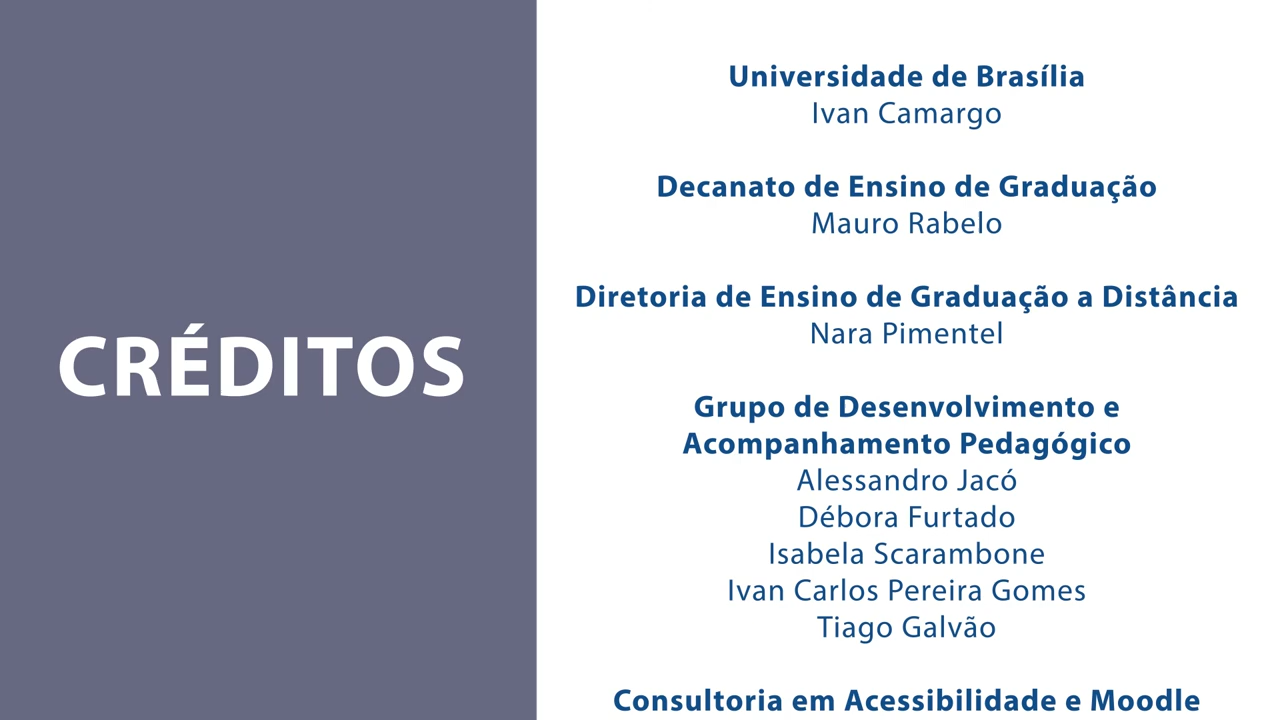 CRÉDITOS
Universidade de Brasília
Ivan Camargo
Decanato de Ensino de Graduação
Mauro Rabelo
Diretoria de Ensino de Graduação a Distância
Nara Pimentel
Grupo de Desenvolvimento e
Acompanhamento Pedagógico
Alessandro Jacó
Débora Furtado
Isabela Scarambone
Ivan Carlos Pereira Gomes
Tiago Galvão
Consultoria em Acessibilidade e Moodle